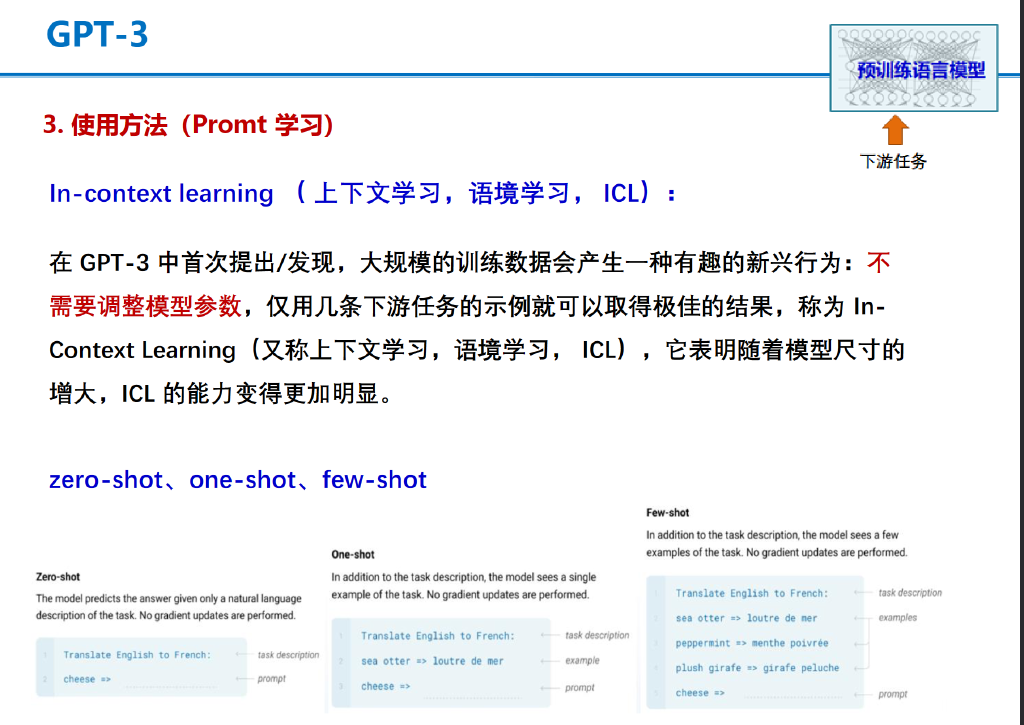 GPT-3
预训练语言模型
下游任务
3. 使用方法（Promt 学习)
In-context learning （ 上下文学习，语境学习， ICL）：
在 GPT-3 中首次提出/发现，大规模的训练数据会产生一种有趣的新兴行为：不
需要调整模型参数，仅用几条下游任务的示例就可以取得极佳的结果，称为 In-
Context Learning（又称上下文学习，语境学习， ICL），它表明随着模型尺寸的
增大，ICL 的能力变得更加明显。
zero-shot、one-shot、few-shot
Zero-shot
The model predicts the answer given only a natural language
description of the task. No gradient updates are performed.
1 Translate English to French: task description
2 cheese => prompt
One-shot
In addition to the task description, the model sees a single
example of the task. No gradient updates are performed.
1 Translate English to French: task description
2 sea otter => loutre de mer example
3 cheese => prompt
Few-shot
In addition to the task description, the model sees a few
examples of the task. No gradient updates are performed.
Translate English to French: task description
sea otter => loutre de mer examples
peppermint => menthe poivrée
plush girafe => girafe peluche
cheese => prompt